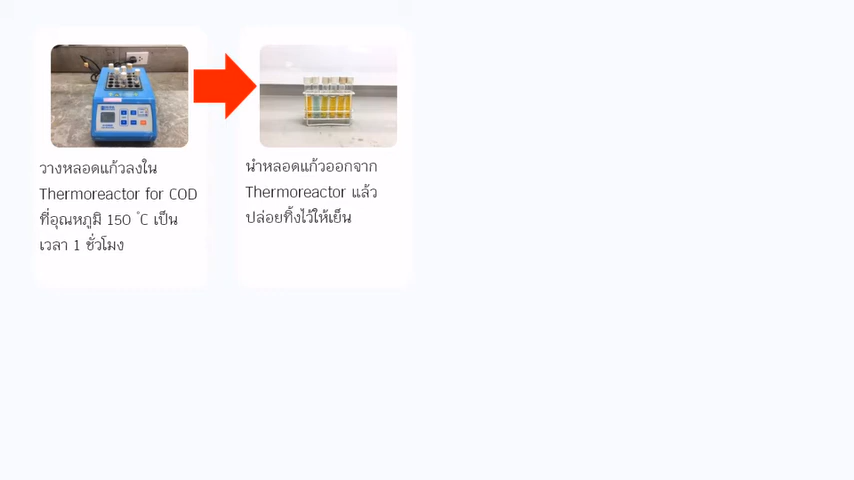 วางหลอดแก้วลงใน
Thermoreactor for COD
ที่อุณหภูมิ 150 °C เป็น
เวลา 1 ชั่วโมง
นำหลอดแก้วออกจาก
Thermoreactor แล้ว
ปล่อยทิ้งไว้ให้เย็น